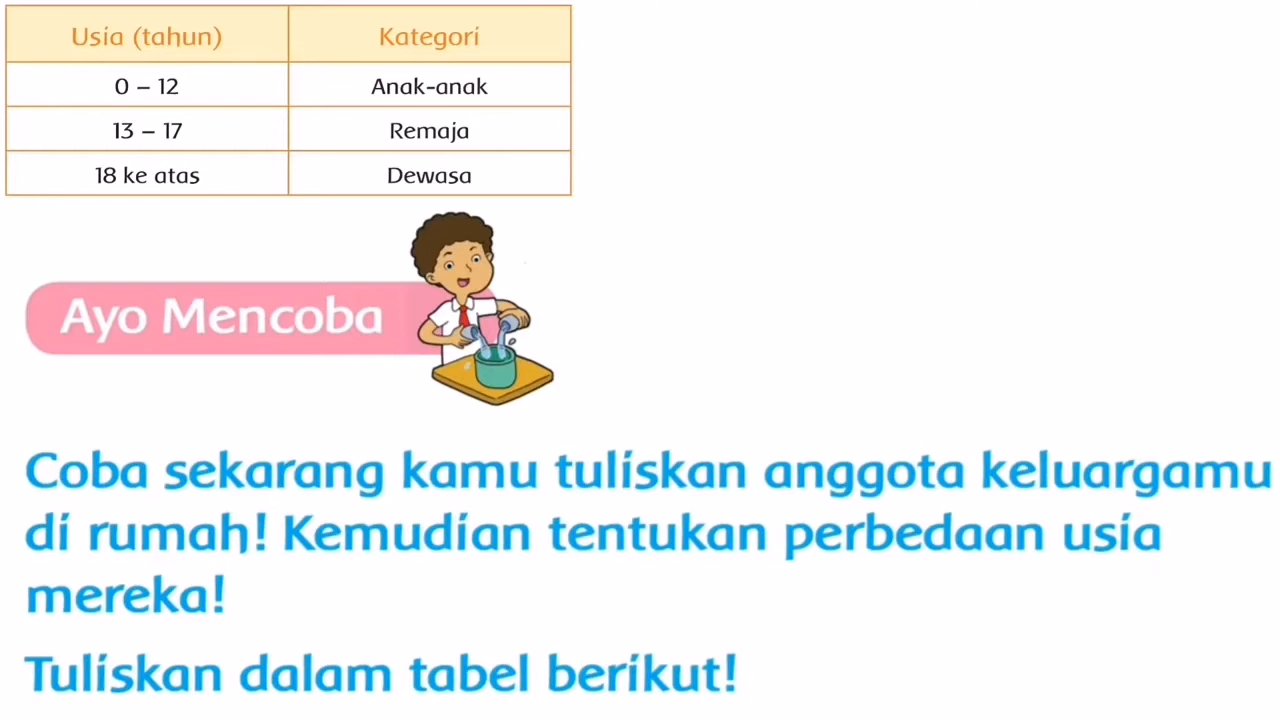 Usia (tahun) Kategori
0 – 12 Anak-anak
13 – 17 Remaja
18 ke atas Dewasa
Ayo Mencoba
Coba sekarang kamu tuliskan anggota keluargamu
di rumah! Kemudian tentukan perbedaan usia
mereka!
Tuliskan dalam tabel berikut!